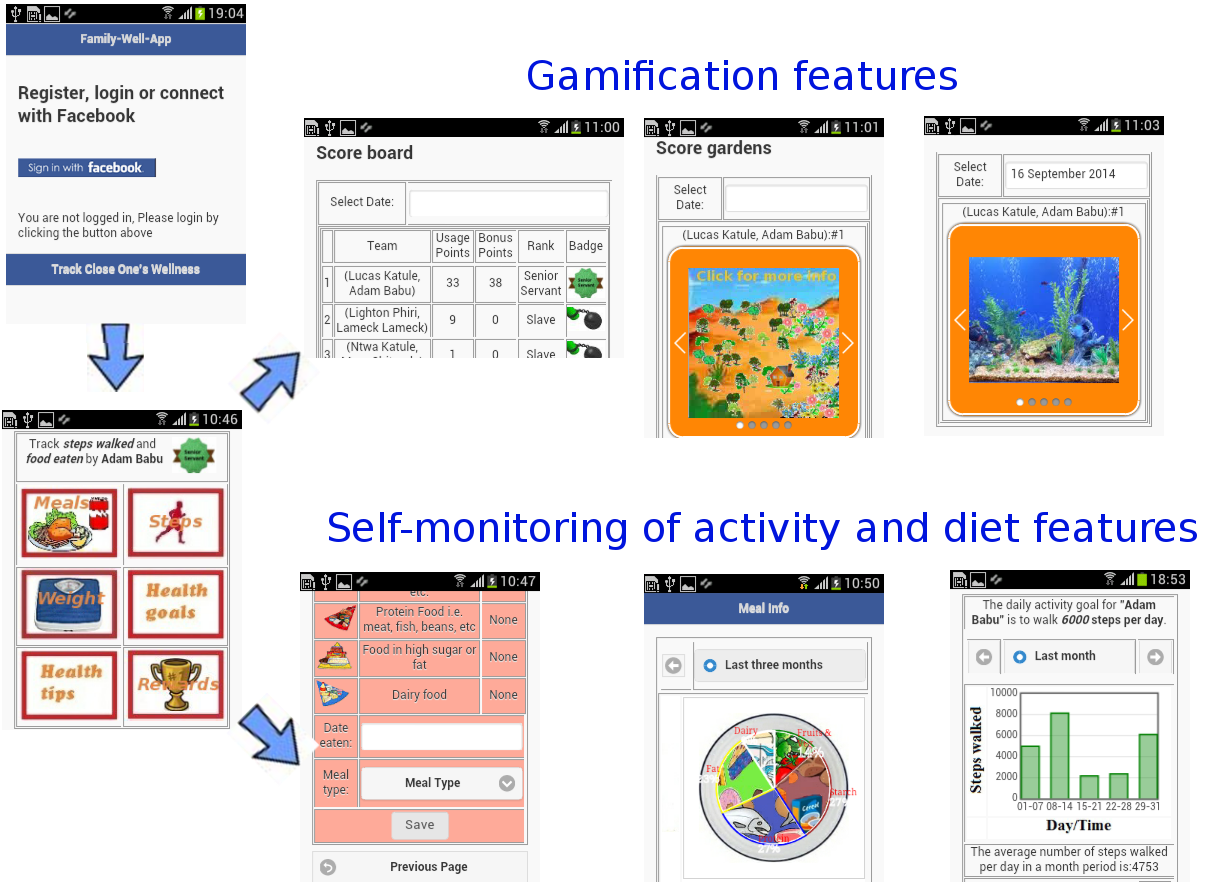 19:04
Family-Well-App
Register, login or connect
with Facebook
Sign in with facebook.
You are not logged in, Please login by
clicking the button above
Track Close One's Wellness
Gamification features
11:00
Score board
Select Date:
Team
Usage
Points
Bonus
Points
Rank
Badge
1
(Lucas Katule,
Adam Babu)
33
38
Senior
Servant
Senior
Servant
2
(Lighton Phiri,
Lameck Lameck)
9
0
Slave
3
(Ntwa Katule,
1
0
Slave
11:01
Score gardens
Select
Date:
(Lucas Katule, Adam Babu):#1
Click for more info
11:03
Select
Date:
16 September 2014
(Lucas Katule, Adam Babu):#1
10:46
Track steps walked and
food eaten by Adam Babu
Senior
Servant
Meals
Steps
Weight
Health
goals
Health
tips
#1
Rewards
Self-monitoring of activity and diet features
10:47
etc.
Protein Food i.e.
meat, fish, beans, etc
None
Food in high sugar or
fat
None
Dairy food
None
Date
eaten:
Meal
type:
Meal Type
Save
Previous Page
10:50
Meal Info
Last three months
Dairy
Fruits &
Fat
Starch
27%
Cereal
27%
18:53
The daily activity goal for "Adam
Babu" is to walk 6000 steps per day.
Last month
Steps walked
10000
8000
6000
4000
2000
0
01-07 08-14 15-21 22-28 29-31
Day/Time
The average number of steps walked
per day in a month period is:4753